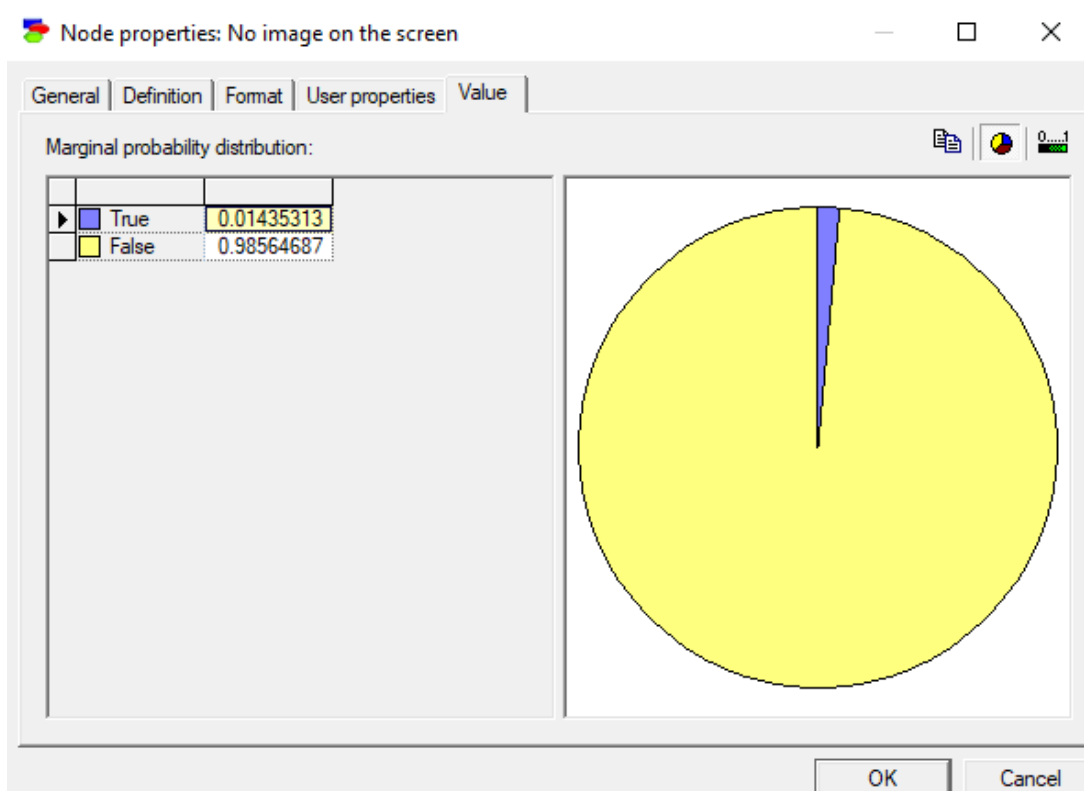 Node properties: No image on the screen
General Definition Format User properties Value
Marginal probability distribution:
0.....1
True 0.01435313
False 0.98564687
OK Cancel